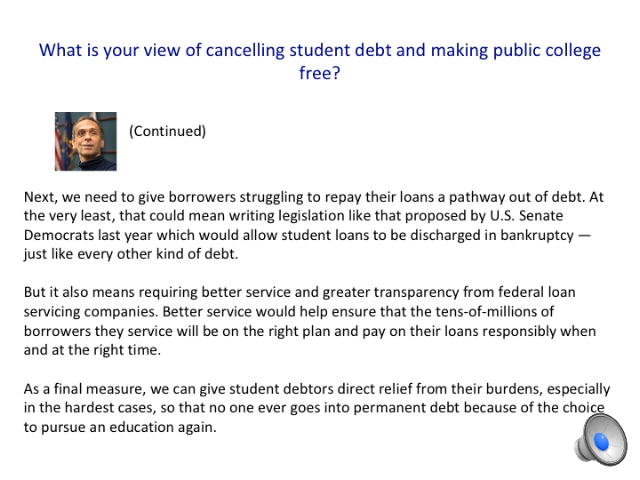 What is your view of cancelling student debt and making public college
free?
(Continued)
Next, we need to give borrowers struggling to repay their loans a pathway out of debt. At
the very least, that could mean writing legislation like that proposed by U.S. Senate
Democrats last year which would allow student loans to be discharged in bankruptcy —
just like every other kind of debt.
But it also means requiring better service and greater transparency from federal loan
servicing companies. Better service would help ensure that the tens-of-millions of
borrowers they service will be on the right plan and pay on their loans responsibly when
and at the right time.
As a final measure, we can give student debtors direct relief from their burdens, especially
in the hardest cases, so that no one ever goes into permanent debt because of the choice
to pursue an education again.